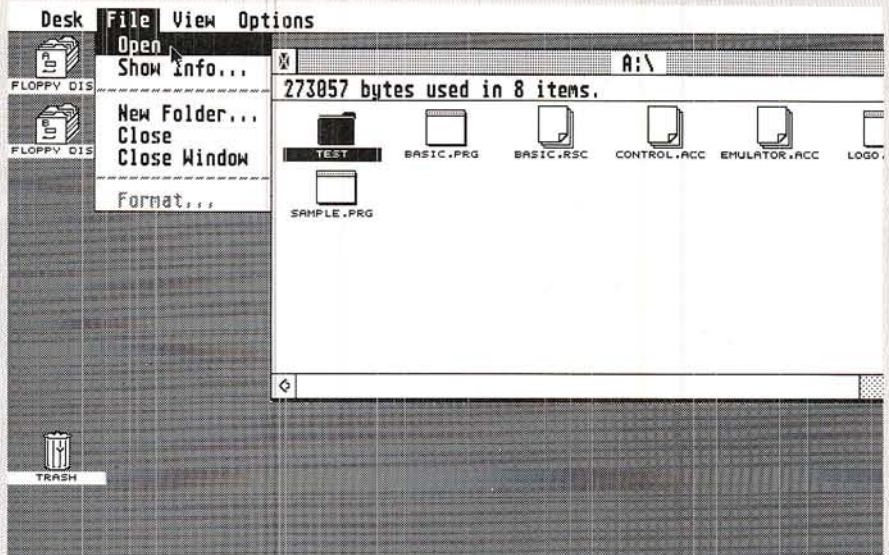 Desk File View Options
Open
Show Info...
New Folder...
Close
Close Window
Format...
FLOPPY DIS
FLOPPY DIS
A
B
A:\
273057 bytes used in 8 items.
TEST
BASIC.PRG
BASIC.RSC
CONTROL.ACC
EMULATOR.ACC
LOGO.
SAMPLE.PRG
TRASH